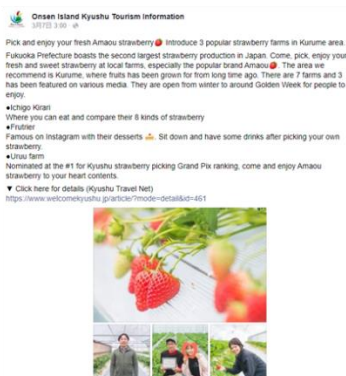 Onsen Island Kyushu Tourism Information
3月7日 3:00
Pick and enjoy your fresh Amaou strawberry🍓 Introduce 3 popular strawberry farms in Kurume area.
Fukuoka Prefecture boasts the second largest strawberry production in Japan. Come, pick, enjoy your
fresh and sweet strawberry at local farms, especially the popular brand Amaou🍓. The area we
recommend is Kurume, where fruits has been grown for from long time ago. There are 7 farms and 3
has been featured on various media. They are open from winter to around Golden Week for people to
enjoy.
●Ichigo Kirari
Where you can eat and compare their 8 kinds of strawberry
●Frutier
Famous on Instagram with their desserts 🍰. Sit down and have some drinks after picking your own
strawberry.
●Uruu farm
Nominated at the #1 for Kyushu strawberry picking Grand Pix ranking, come and enjoy Amaou
strawberry to your heart contents.
▼ Click here for details (Kyushu Travel Net)
https://www.welcomekyushu.jp/article/?mode=detail&id=461